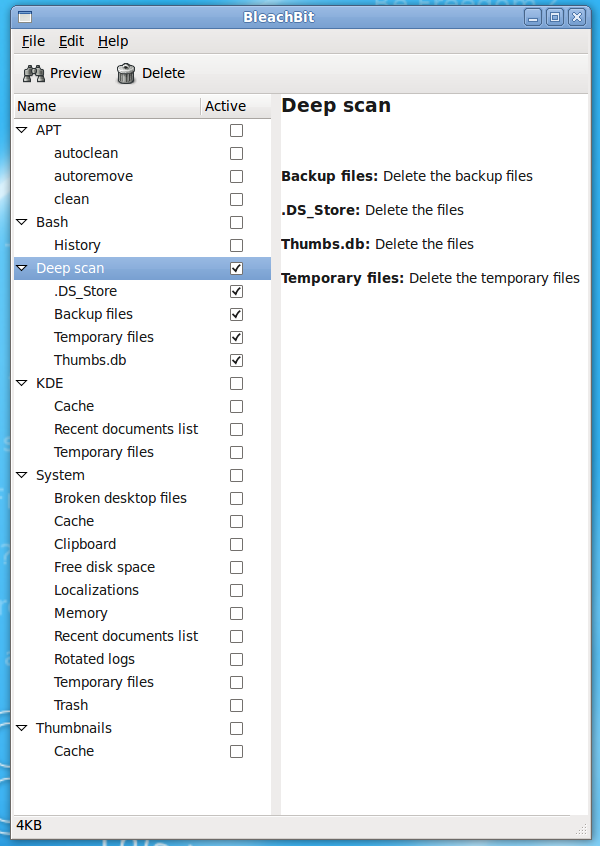 BleachBit
File Edit Help
Preview Delete
Name Active
APT
autoclean
autoremove
clean
Bash
History
Deep scan
.DS_Store
Backup files
Temporary files
Thumbs.db
KDE
Cache
Recent documents list
Temporary files
System
Broken desktop files
Cache
Clipboard
Free disk space
Localizations
Memory
Recent documents list
Rotated logs
Temporary files
Trash
Thumbnails
Cache
Deep scan
Backup files: Delete the backup files
.DS_Store: Delete the files
Thumbs.db: Delete the files
Temporary files: Delete the temporary files
4KB